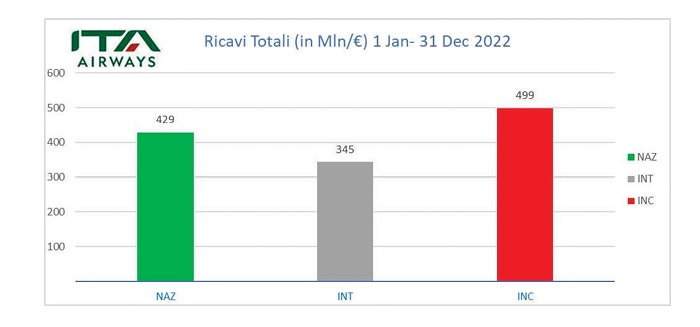 ITA
AIRWAYS
Ricavi Totali (in Mln/€) 1 Jan- 31 Dec 2022
600
500
400
300
200
100
429
345
499
NAZ
INT
INC
NAZ
INT
INC